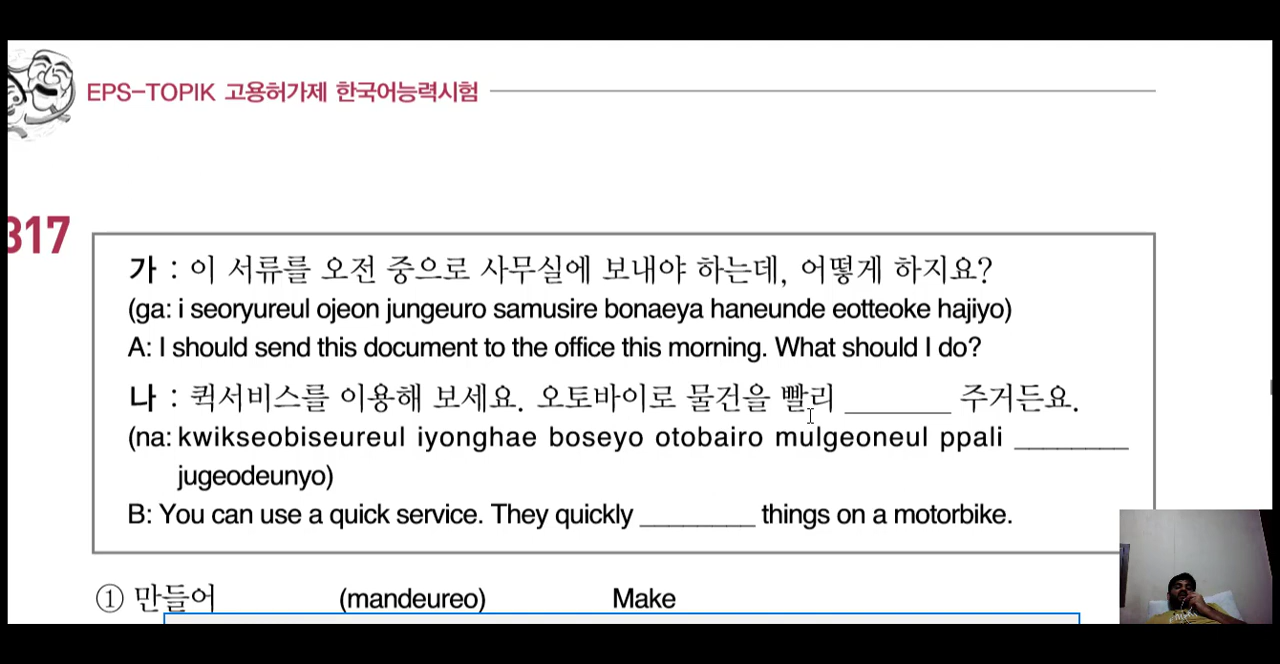 EPS-TOPIK 고용허가제 한국어능력시험
317
가 : 이 서류를 오전 중으로 사무실에 보내야 하는데, 어떻게 하지요?
(ga: i seoryureul ojeon jungeuro samusire bonaeya haneunde eotteoke hajiyo)
A: I should send this document to the office this morning. What should I do?
나 : 퀵서비스를 이용해 보세요. 오토바이로 물건을 빨리 ________ 주거든요.
(na: kwikseobiseureul iyonghae boseyo otobairo mulgeoneul ppali ________
jugeodeunyo)
B: You can use a quick service. They quickly ________ things on a motorbike.
① 만들어 (mandeureo) Make